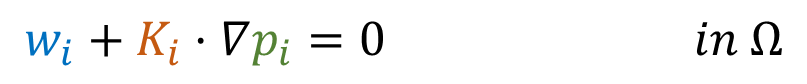 wᵢ + Kᵢ · ∇pᵢ = 0 in Ω